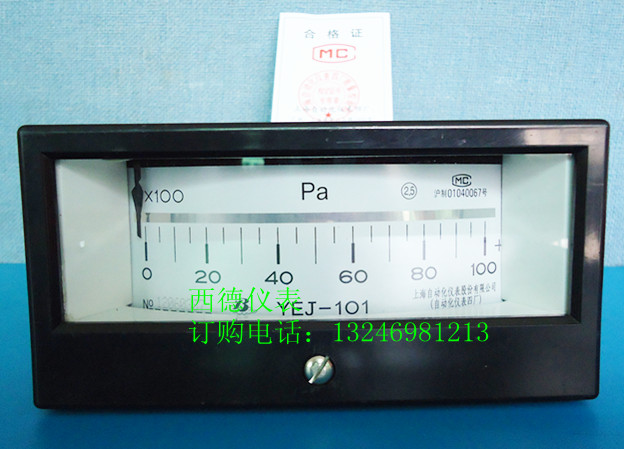 合格证
MC
X100
Pa
2.5
MC
沪制01040067号
0 20 40 60 80 100 +
上海自动化仪表股份有限公司
(自动化仪表四厂)
No
YEJ-101
西德仪表
订购电话：13246981213